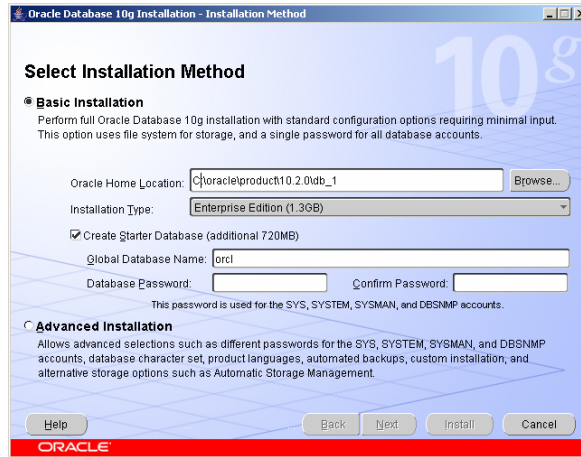 Oracle Database 10g Installation - Installation Method
10g
Select Installation Method
Basic Installation
Perform full Oracle Database 10g installation with standard configuration options requiring minimal input.
This option uses file system for storage, and a single password for all database accounts.
Oracle Home Location: C:\oracle\product\10.2.0\db_1 Browse...
Installation Type: Enterprise Edition (1.3GB)
Create Starter Database (additional 720MB)
Global Database Name: orcl
Database Password: Confirm Password:
This password is used for the SYS, SYSTEM, SYSMAN, and DBSNMP accounts.
Advanced Installation
Allows advanced selections such as different passwords for the SYS, SYSTEM, SYSMAN, and DBSNMP
accounts, database character set, product languages, automated backups, custom installation, and
alternative storage options such as Automatic Storage Management.
Help Back Next Install Cancel
ORACLE